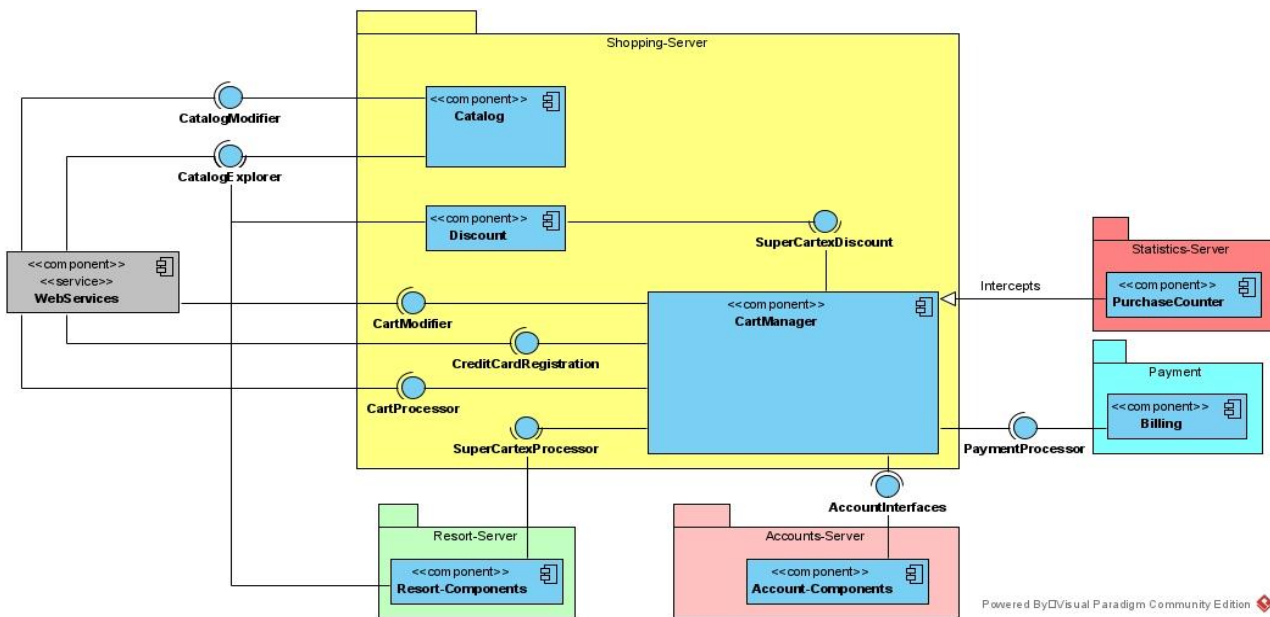 Shopping-Server
<<component>>
Catalog
CatalogModifier
CatalogExplorer
<<component>>
Discount
SuperCartexDiscount
<<component>>
<<service>>
WebServices
Statistics-Server
<<component>>
PurchaseCounter
Intercepts
<<component>>
CartManager
CartModifier
CreditCardRegistration
CartProcessor
SuperCartexProcessor
Payment
<<component>>
Billing
PaymentProcessor
AccountInterfaces
Resort-Server
<<component>>
Resort-Components
Accounts-Server
<<component>>
Account-Components
Powered By□Visual Paradigm Community Edition